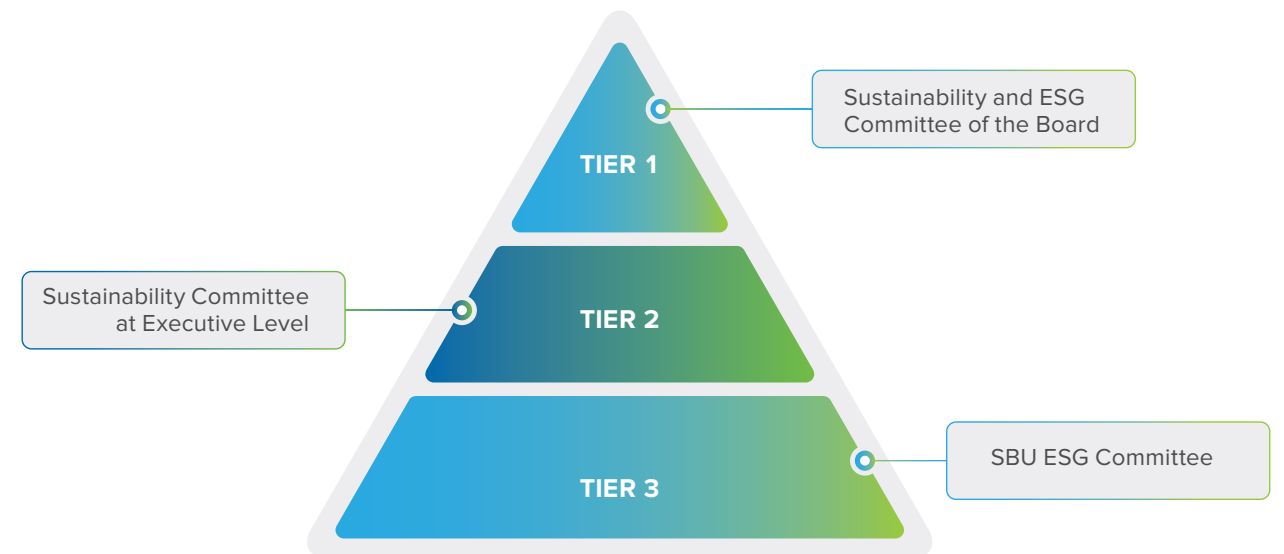 Sustainability and ESG
Committee of the Board
TIER 1
Sustainability Committee
at Executive Level
TIER 2
SBU ESG Committee
TIER 3